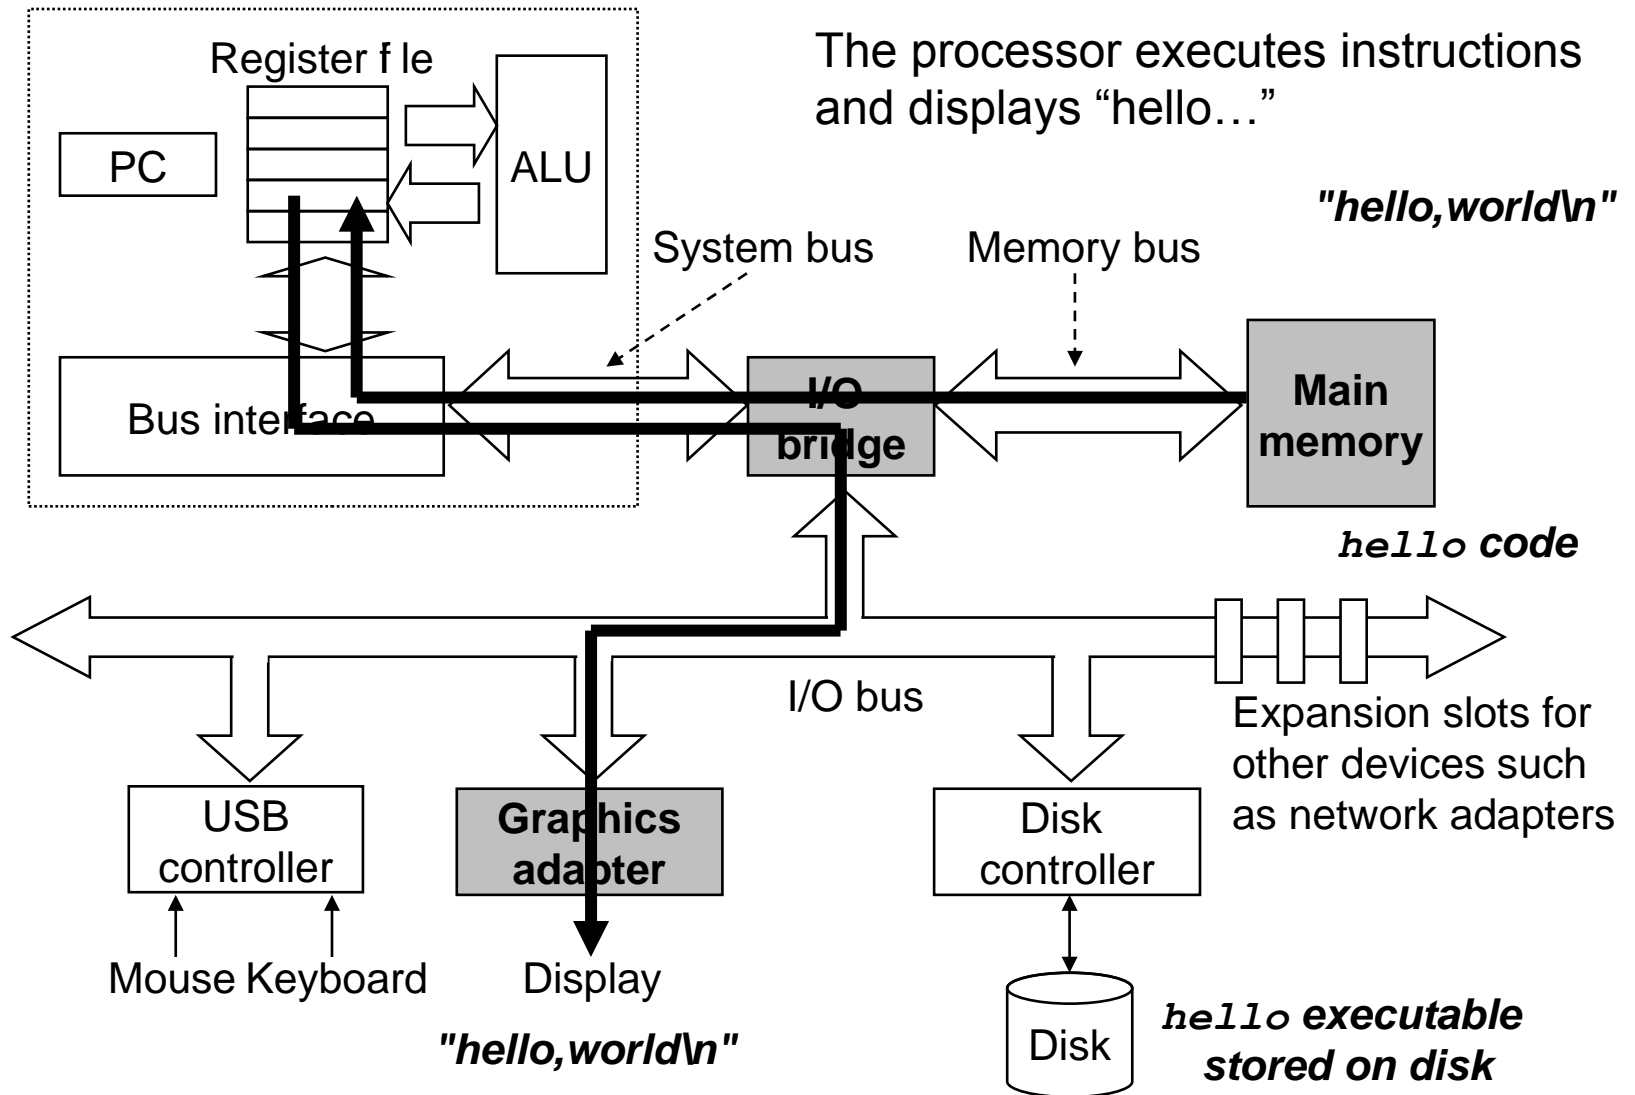 Register f le
The processor executes instructions
and displays “hello…”
PC
ALU
"hello,world\n"
System bus
Memory bus
Bus interface
I/O
bridge
Main
memory
hello code
I/O bus
Expansion slots for
other devices such
as network adapters
USB
controller
Graphics
adapter
Disk
controller
Mouse
Keyboard
Display
"hello,world\n"
Disk
hello executable
stored on disk